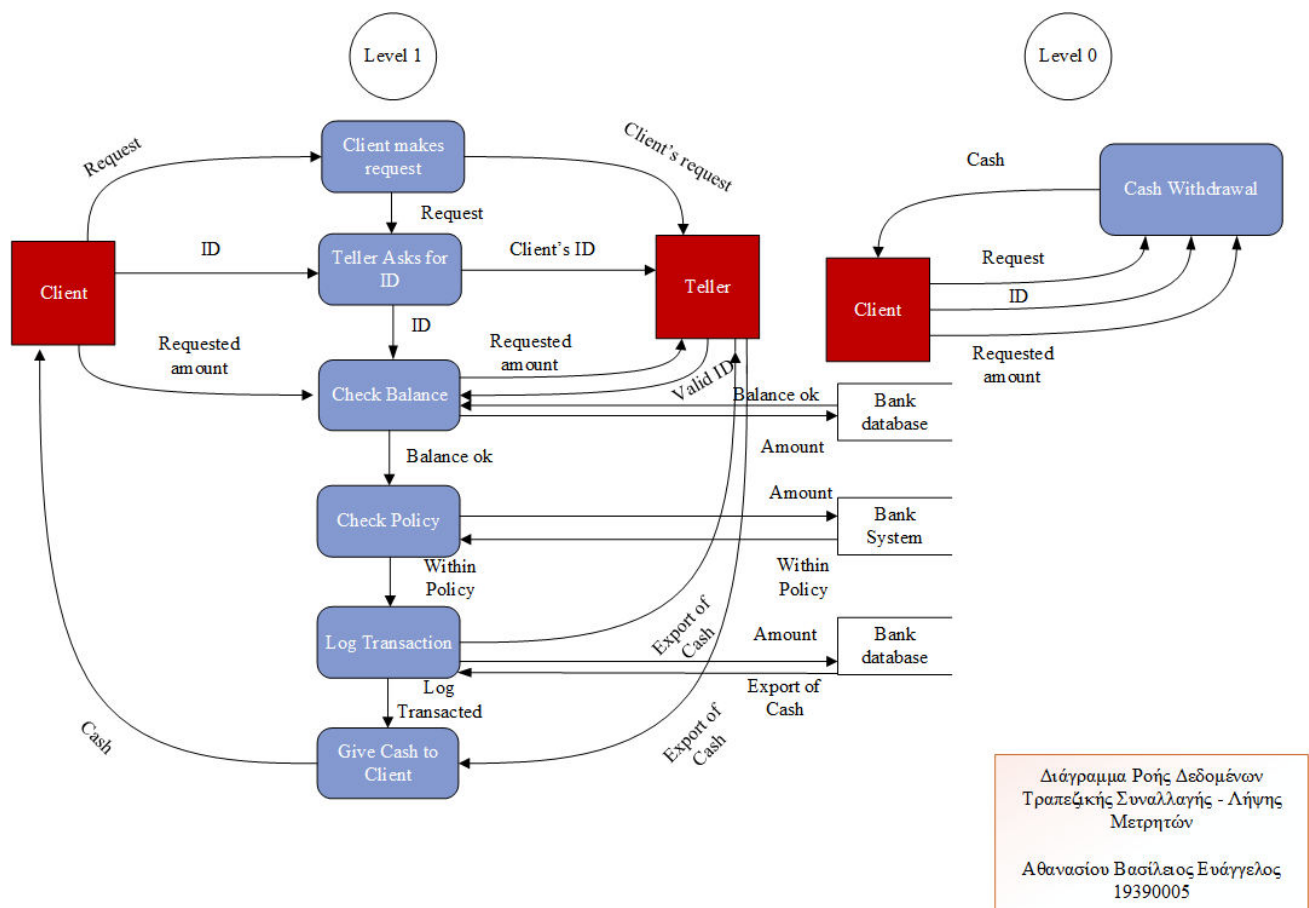 Level 1
Level 0
Client makes
request
Request
Client's request
Request
Cash
Cash Withdrawal
Client
ID
Teller Asks for
ID
Client's ID
Teller
Client
Request
ID
Requested
amount
ID
Requested
amount
Requested
amount
Check Balance
Valid ID
Balance ok
Bank
database
Amount
Balance ok
Check Policy
Amount
Bank
System
Within
Policy
Within
Policy
Log Transaction
Export of
Cash
Amount
Bank
database
Export of
Cash
Log
Transacted
Give Cash to
Client
Export of
Cash
Cash
Διάγραμμα Ροής Δεδομένων
Τραπεζικής Συναλλαγής - Λήψης
Μετρητών
Αθανασίου Βασίλειος Ευάγγελος
19390005